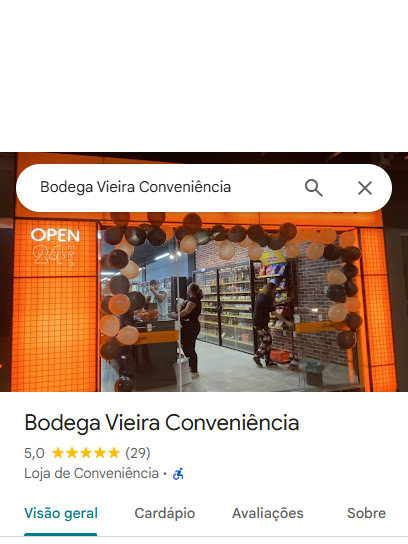 Bodega Vieira Conveniência
OPEN
24H
Bodega Vieira Conveniência
5,0 (29)
Loja de Conveniência ·
Visão geral Cardápio Avaliações Sobre